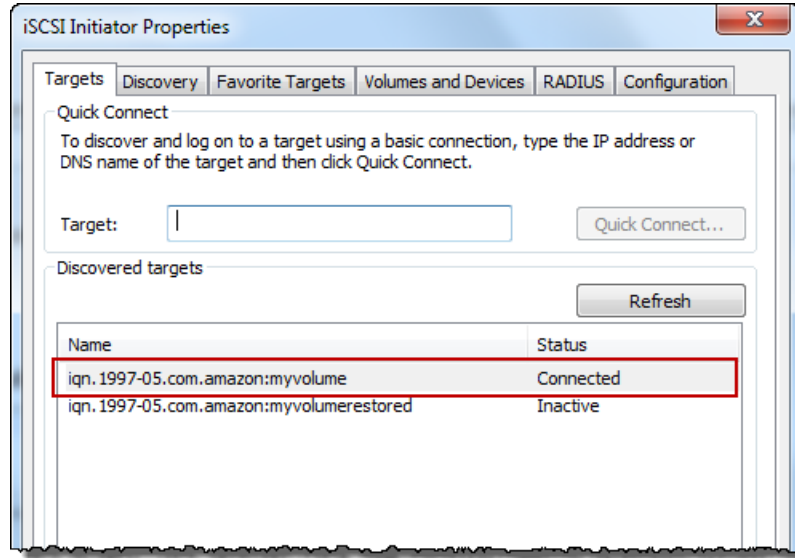 iSCSI Initiator Properties
x
Targets Discovery Favorite Targets Volumes and Devices RADIUS Configuration
Quick Connect
To discover and log on to a target using a basic connection, type the IP address or
DNS name of the target and then click Quick Connect.
Target: Quick Connect...
Discovered targets
Refresh
Name Status
iqn.1997-05.com.amazon:myvolume Connected
iqn.1997-05.com.amazon:myvolumerestored Inactive